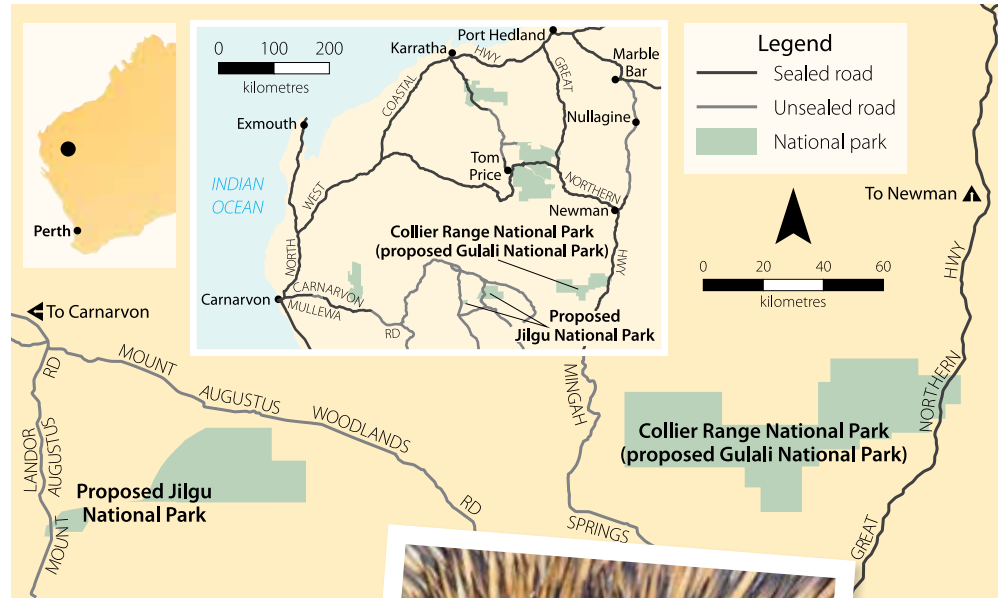 Perth
0 100 200
kilometres
Port Hedland
Karratha
HWY
Marble
Bar
COASTAL
GREAT
Exmouth
Nullagine
Tom
Price
INDIAN
OCEAN
WEST
NORTHERN
Newman
Collier Range National Park
(proposed Gulali National Park)
NORTH
HWY
Carnarvon
CARNARVON
MULLEWA
RD
Proposed
Jilgu National Park
Legend
Sealed road
Unsealed road
National park
To Newman
0 20 40 60
kilometres
HWY
To Carnarvon
RD
MOUNT
AUGUSTUS
WOODLANDS
RD
LANDOR
AUGUSTUS
MOUNT
Proposed Jilgu
National Park
MINGAH
SPRINGS
Collier Range National Park
(proposed Gulali National Park)
NORTHERN
GREAT